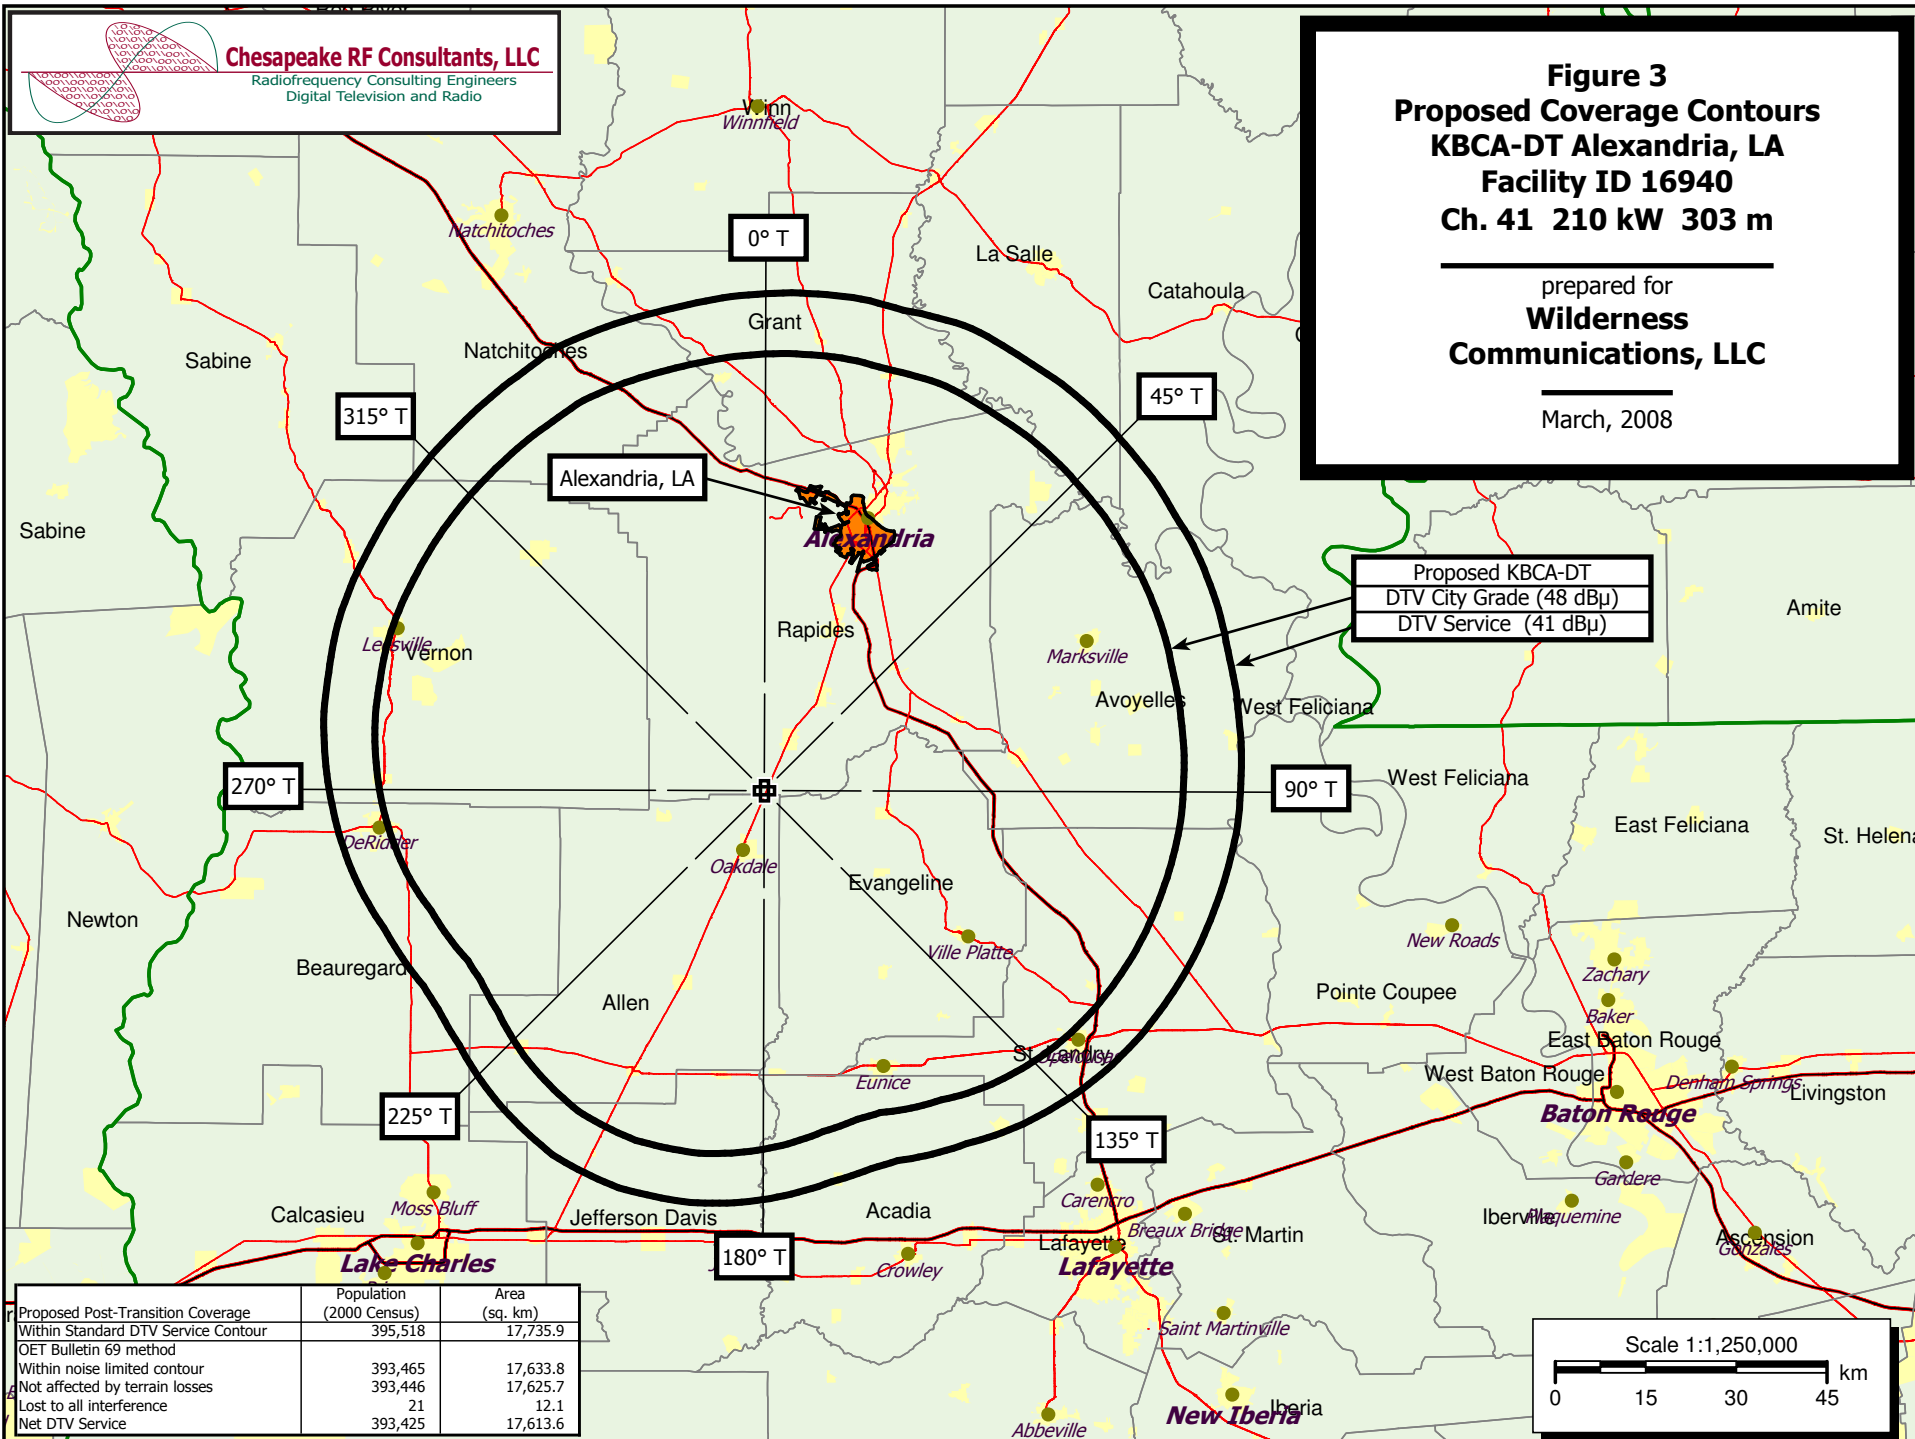 Chesapeake RF Consultants, LLC
Radiofrequency Consulting Engineers
Digital Television and Radio
Figure 3
Proposed Coverage Contours
KBCA-DT Alexandria, LA
Facility ID 16940
Ch. 41 210 kW 303 m
prepared for
Wilderness
Communications, LLC
March, 2008
Winn
Winnfield
Natchitoches
0° T
La Salle
Catahoula
Grant
Natchitoches
Sabine
315° T
45° T
Alexandria, LA
Sabine
Alexandria
Proposed KBCA-DT
DTV City Grade (48 dBµ)
DTV Service (41 dBµ)
Amite
Rapides
Leesville
Vernon
Marksville
Avoyelles
West Feliciana
270° T
90° T
West Feliciana
East Feliciana
St. Helena
DeRidder
Oakdale
Evangeline
Newton
Ville Platte
New Roads
Zachary
Beauregard
Allen
Pointe Coupee
Baker
East Baton Rouge
St. Landry
Opelousas
Eunice
West Baton Rouge
Denham Springs
Livingston
Baton Rouge
225° T
135° T
Gardere
Carencro
Moss Bluff
Calcasieu
Jefferson Davis
Acadia
Breaux Bridge
St. Martin
Iberville
Plaquemine
Ascension
Gonzales
Lafayette
Lafayette
180° T
Crowley
Lake Charles
Saint Martinville
Iberia
New Iberia
Abbeville
Proposed Post-Transition Coverage Population (2000 Census) Area (sq. km)
Within Standard DTV Service Contour 395,518 17,735.9
OET Bulletin 69 method
Within noise limited contour 393,465 17,633.8
Not affected by terrain losses 393,446 17,625.7
Lost to all interference 21 12.1
Net DTV Service 393,425 17,613.6
Scale 1:1,250,000
km
0 15 30 45